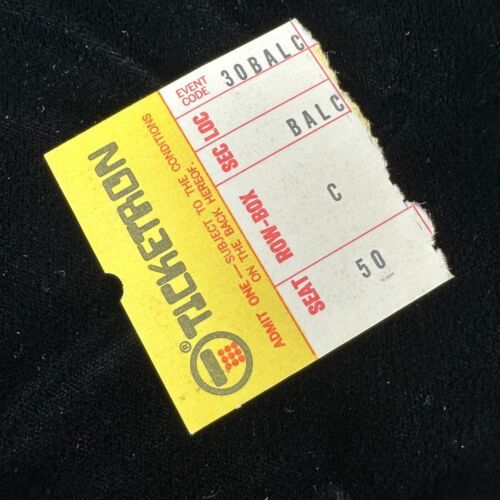 TICKETRON®
ADMIT ONE — SUBJECT TO THE CONDITIONS
ON THE BACK HEREOF.
EVENT CODE 30BALC
SEC LOC BALC
ROW-BOX C
SEAT 50